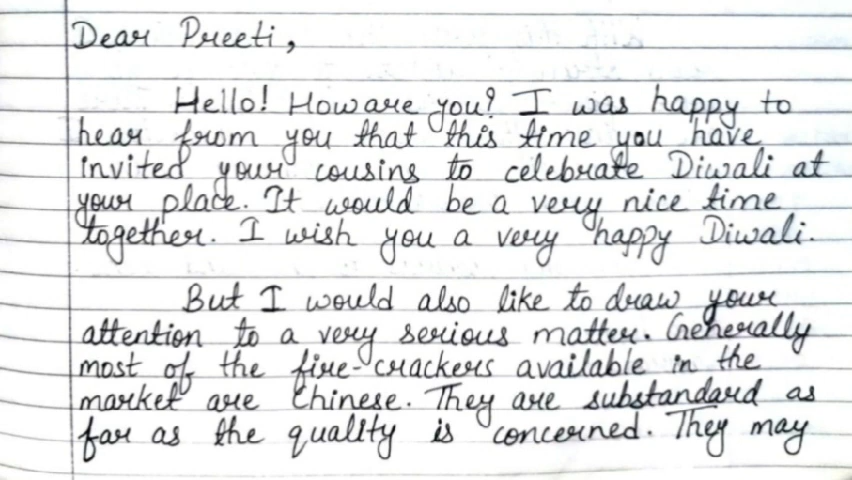 Dear Preeti,
Hello! How are you? I was happy to
hear from you that this time you have
invited your cousins to celebrate Diwali at
your place. It would be a very nice time
together. I wish you a very happy Diwali.
But I would also like to draw your
attention to a very serious matter. Generally
most of the fire-crackers available in the
market are Chinese. They are substandard as
far as the quality is concerned. They may